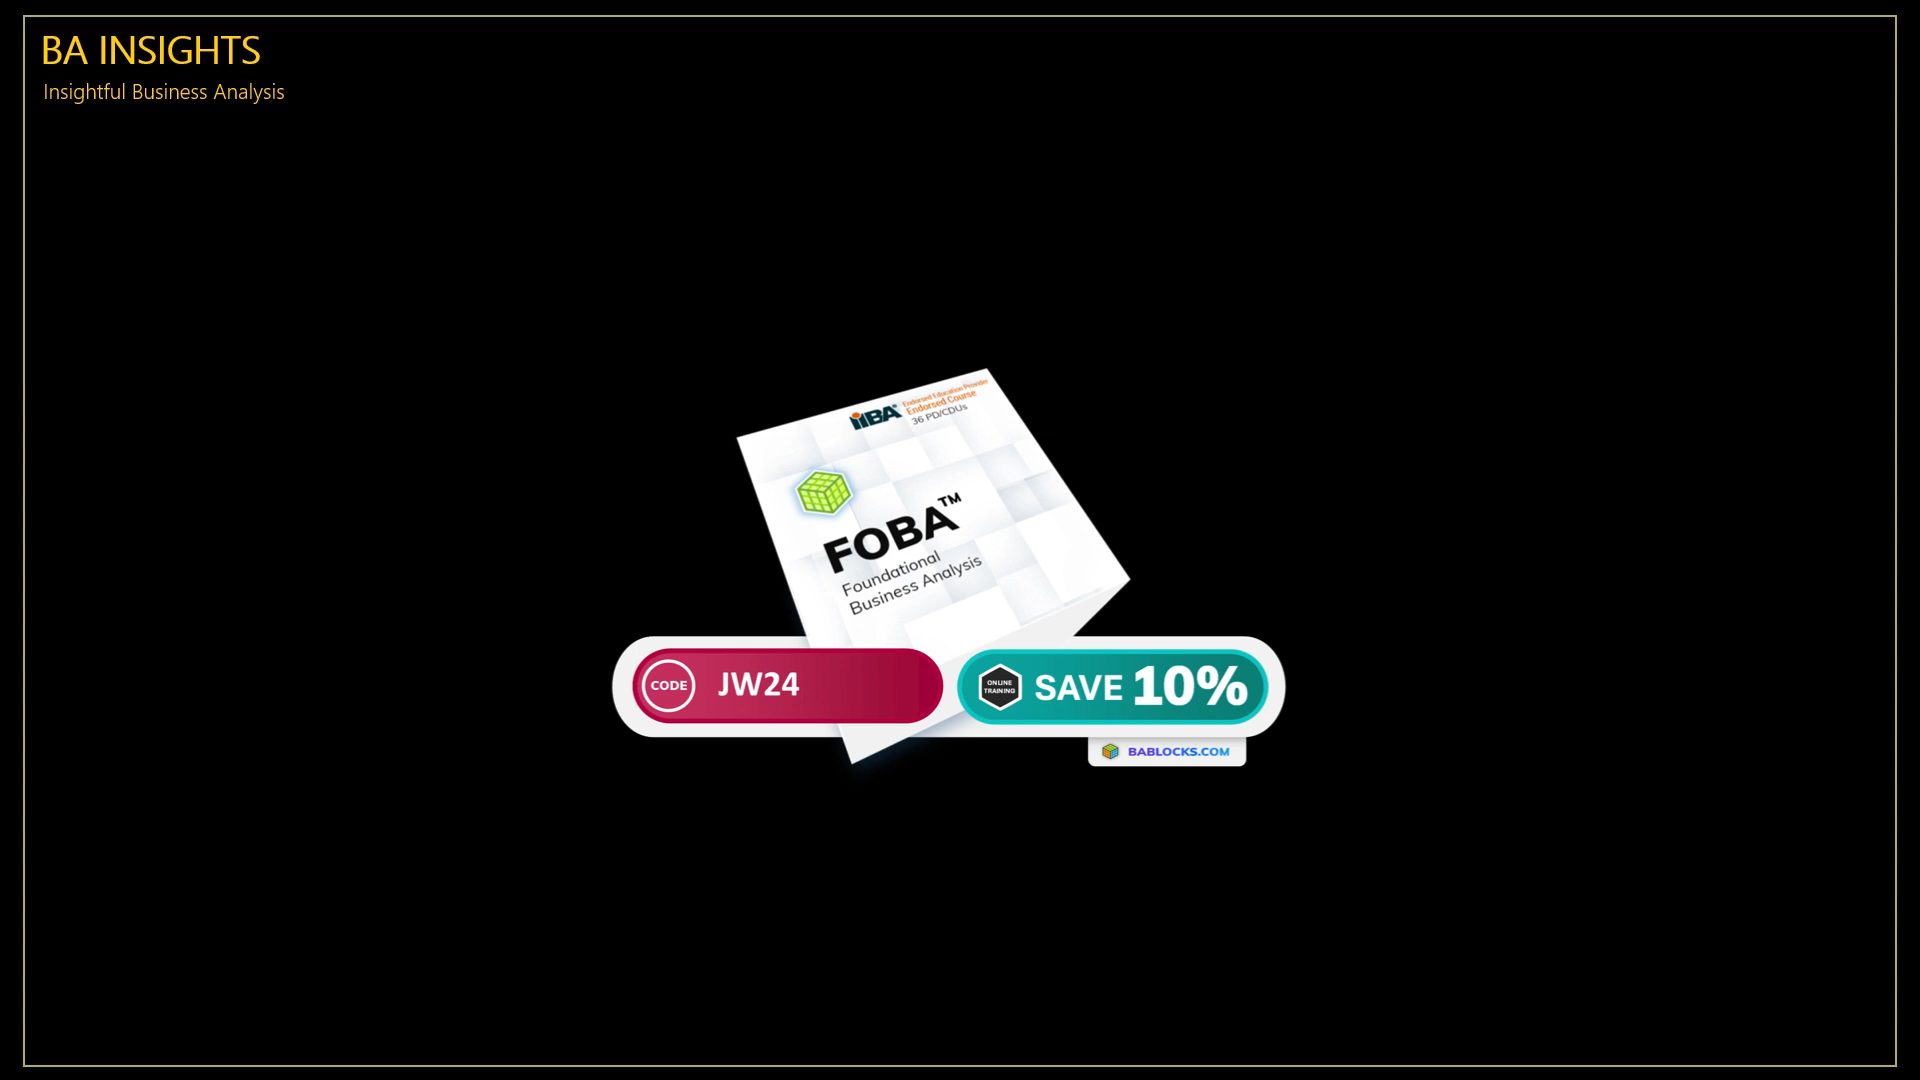 BA INSIGHTS
Insightful Business Analysis
IIBA®
Endorsed Education Provider
Endorsed Course
36 PD/CDUs
FOBA™
Foundational
Business Analysis
CODE
JW24
ONLINE
TRAINING
SAVE 10%
BABLOCKS.COM